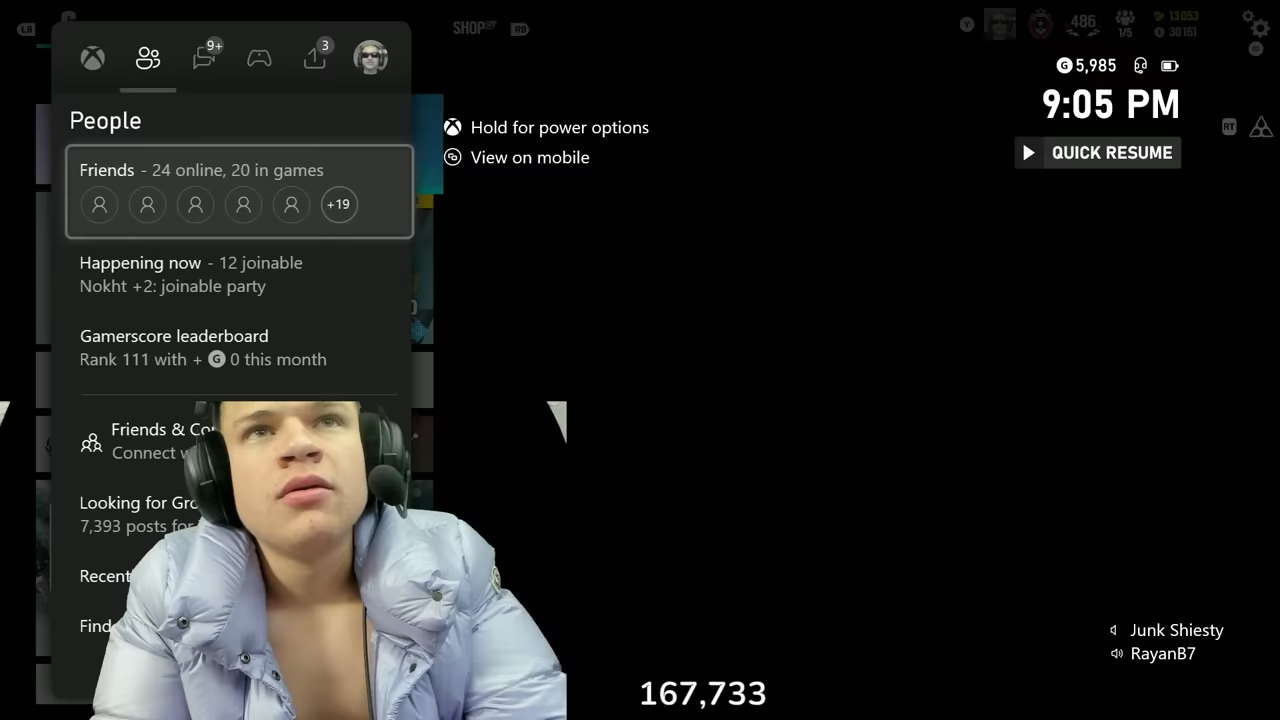 LB
SHOP
RB
Y
486
1/5
13 053
30 161
9+
3
G 5,985
9:05 PM
QUICK RESUME
RT
People
Hold for power options
View on mobile
Friends - 24 online, 20 in games
+19
Happening now - 12 joinable
Nokht +2: joinable party
Gamerscore leaderboard
Rank 111 with + G 0 this month
Friends &
Connect
Looking for
7,393 posts for
Recent
Find
Junk Shiesty
RayanB7
167,733